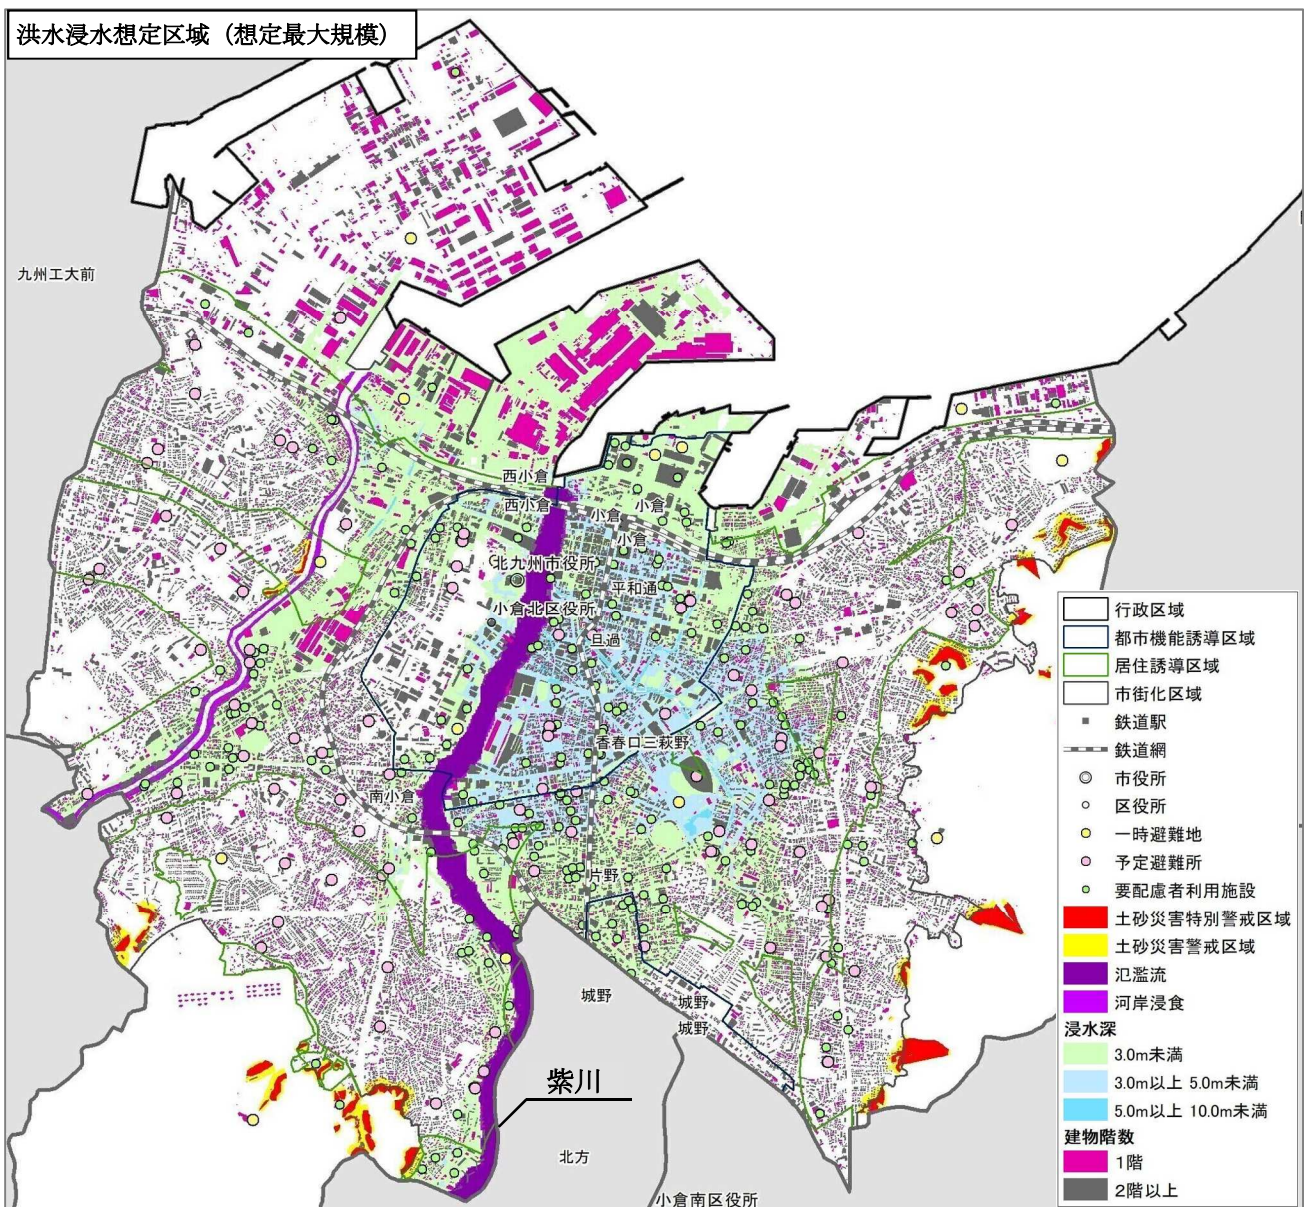 洪水浸水想定区域（想定最大規模）
九州工大前
西小倉
西小倉
小倉
小倉
小倉
北九州市役所
平和通
小倉北区役所
旦過
香春口三萩野
南小倉
片野
城野
城野
城野
紫川
北方
小倉南区役所
行政区域
都市機能誘導区域
居住誘導区域
市街化区域
鉄道駅
鉄道網
市役所
区役所
一時避難地
予定避難所
要配慮者利用施設
土砂災害特別警戒区域
土砂災害警戒区域
氾濫流
河岸浸食
浸水深
3.0m未満
3.0m以上 5.0m未満
5.0m以上 10.0m未満
建物階数
1階
2階以上